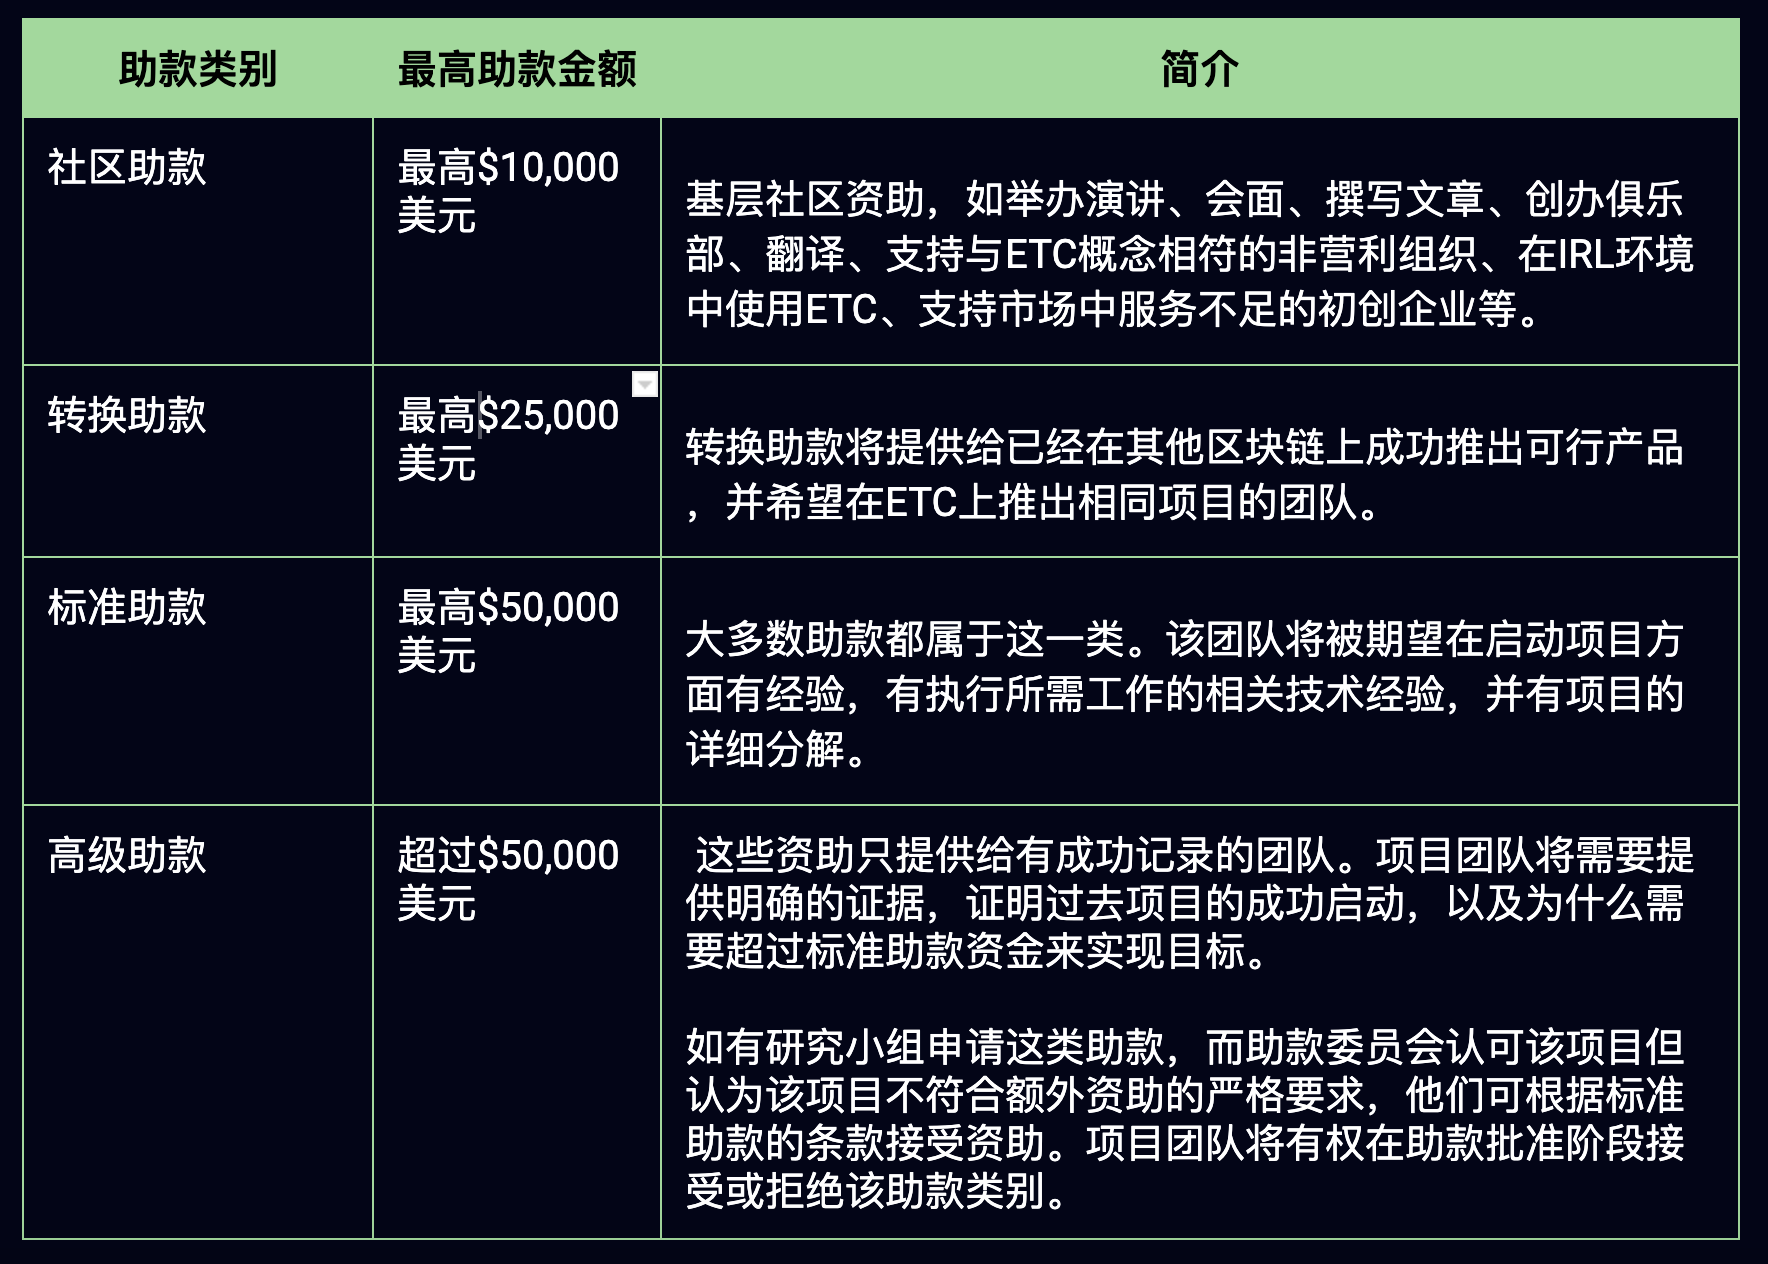 助款类别
最高助款金额
简介
社区助款
最高$10,000
美元
基层社区资助，如举办演讲、会面、撰写文章、创办俱乐
部、翻译、支持与ETC概念相符的非营利组织、在IRL环境
中使用ETC、支持市场中服务不足的初创企业等。
转换助款
最高$25,000
美元
转换助款将提供给已经在其他区块链上成功推出可行产品
，并希望在ETC上推出相同项目的团队。
标准助款
最高$50,000
美元
大多数助款都属于这一类。该团队将被期望在启动项目方
面有经验，有执行所需工作的相关技术经验，并有项目的
详细分解。
高级助款
超过$50,000
美元
这些资助只提供给有成功记录的团队。项目团队将需要提
供明确的证据，证明过去项目的成功启动，以及为什么需
要超过标准助款资金来实现目标。
如有研究小组申请这类助款，而助款委员会认可该项目但
认为该项目不符合额外资助的严格要求，他们可根据标准
助款的条款接受资助。项目团队将有权在助款批准阶段接
受或拒绝该助款类别。